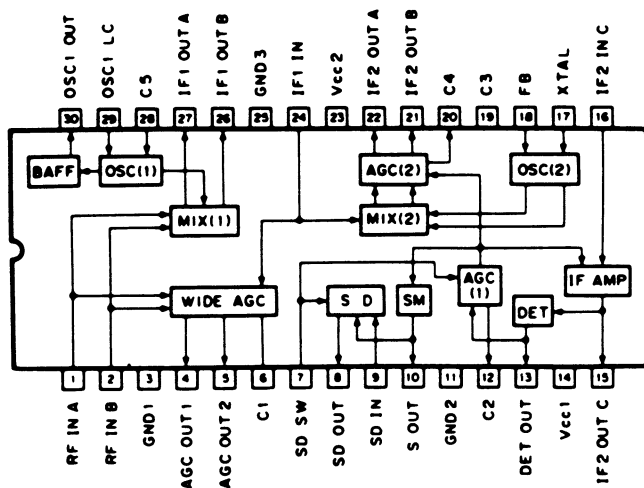 OSC1 OUT
OSC1 LC
C5
IF1 OUT A
IF1 OUT B
GND3
IF1 IN
Vcc2
IF2 OUT A
IF2 OUT B
C4
C3
FB
XTAL
IF2 IN C
30 29 28 27 26 25 24 23 22 21 20 19 18 17 16
BAFF OSC(1) AGC(2) OSC(2)
MIX(1) MIX(2)
WIDE AGC S D SM AGC (1) IF AMP
DET
1 2 3 4 5 6 7 8 9 10 11 12 13 14 15
RF IN A
RF IN B
GND1
AGC OUT1
AGC OUT2
C1
SD SW
SD OUT
SD IN
S OUT
GND2
C2
DET OUT
Vcc1
IF2 OUT C